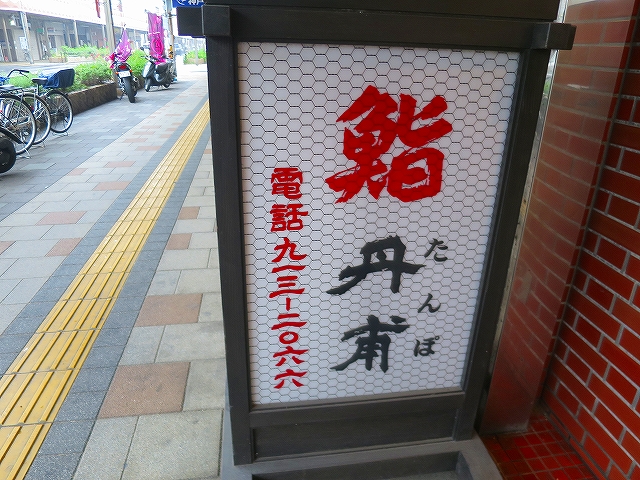 鮨
丹甫
たんぽ
電話九一三-二〇六六